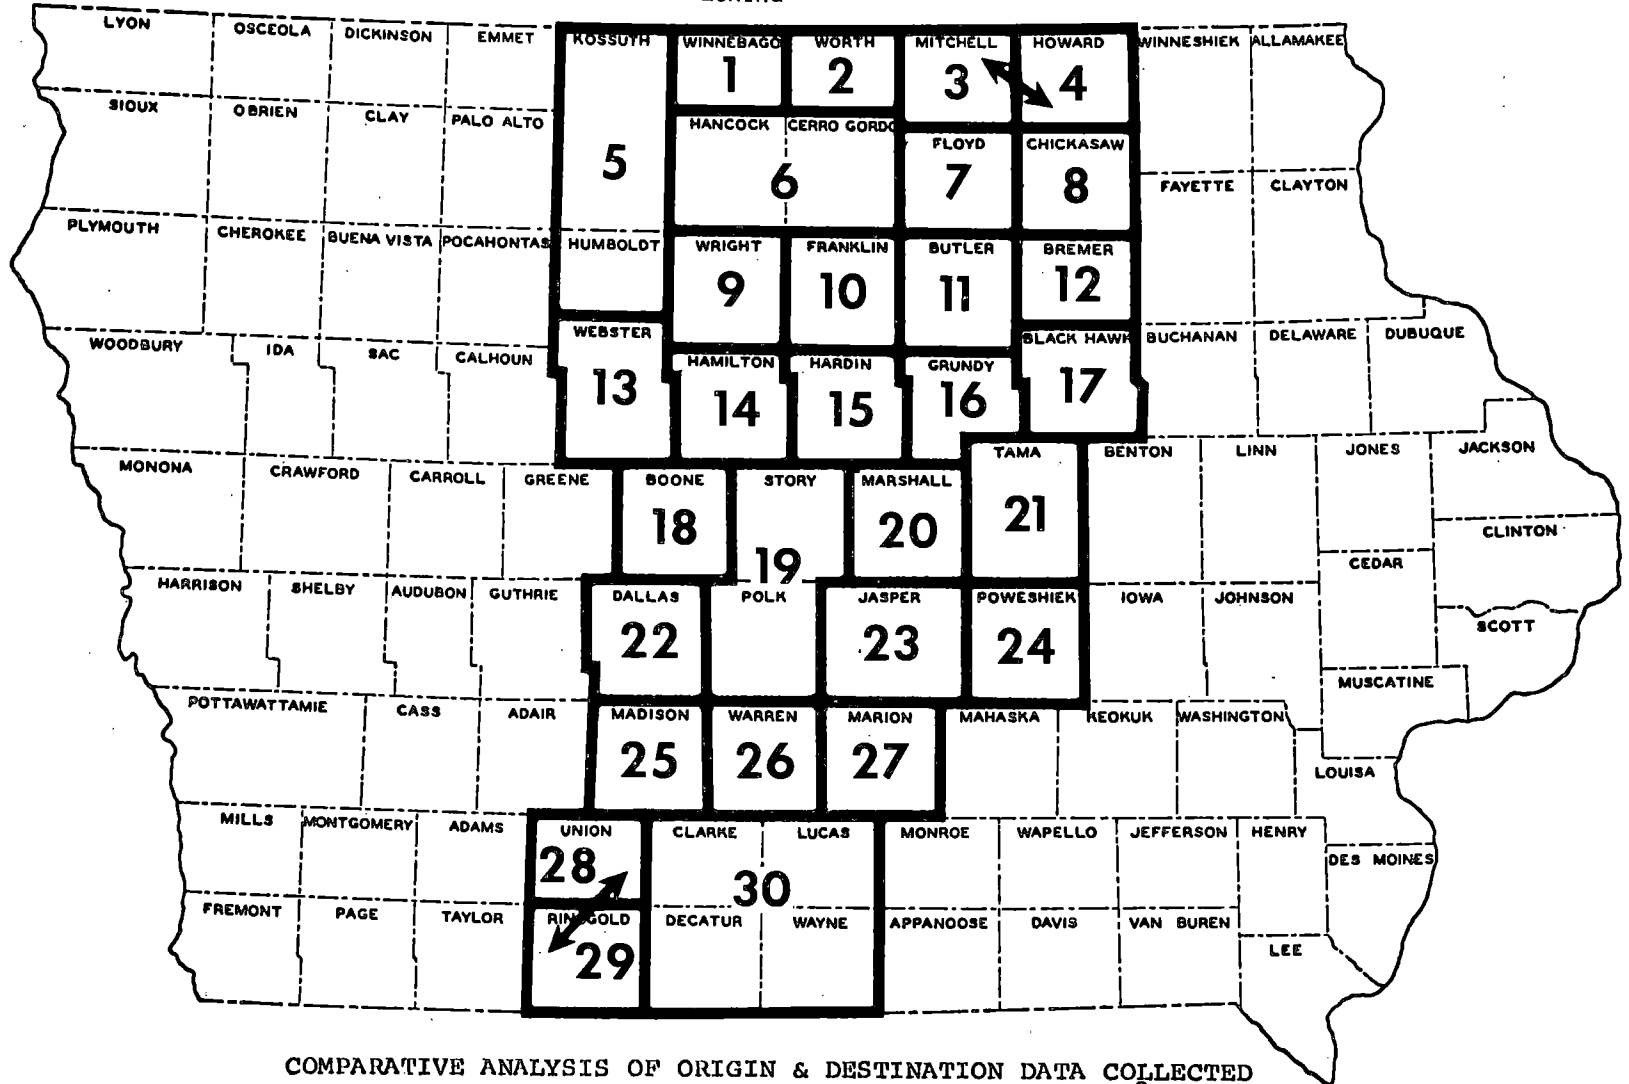 LYON OSCEOLA DICKINSON EMMET KOSSUTH WINNEBAGO WORTH MITCHELL HOWARD WINNESHIEK ALLAMAKEE
1 2 3 4
SIOUX O'BRIEN CLAY PALO ALTO HANCOCK CERRO GORDO FLOYD CHICKASAW
5 6 7 8 FAYETTE CLAYTON
PLYMOUTH CHEROKEE BUENA VISTA POCAHONTAS HUMBOLDT WRIGHT FRANKLIN BUTLER BREMER
9 10 11 12
WOODBURY IDA SAC CALHOUN WEBSTER HAMILTON HARDIN GRUNDY BLACK HAWK BUCHANAN DELAWARE DUBUQUE
13 14 15 16 17
MONONA CRAWFORD CARROLL GREENE BOONE STORY MARSHALL TAMA BENTON LINN JONES JACKSON
18 19 20 21 CLINTON
CEDAR
HARRISON SHELBY AUDUBON GUTHRIE DALLAS POLK JASPER POWESHIEK IOWA JOHNSON SCOTT
22 23 24
MUSCATINE
POTTAWATTAMIE CASS ADAIR MADISON WARREN MARION MAHASKA KEOKUK WASHINGTON
25 26 27 LOUISA
MILLS MONTGOMERY ADAMS UNION CLARKE LUCAS MONROE WAPELLO JEFFERSON HENRY DES MOINES
28 30
FREMONT PAGE TAYLOR RINGGOLD DECATUR WAYNE APPANOOSE DAVIS VAN BUREN LEE
29
COMPARATIVE ANALYSIS OF ORIGIN & DESTINATION DATA COLLECTED